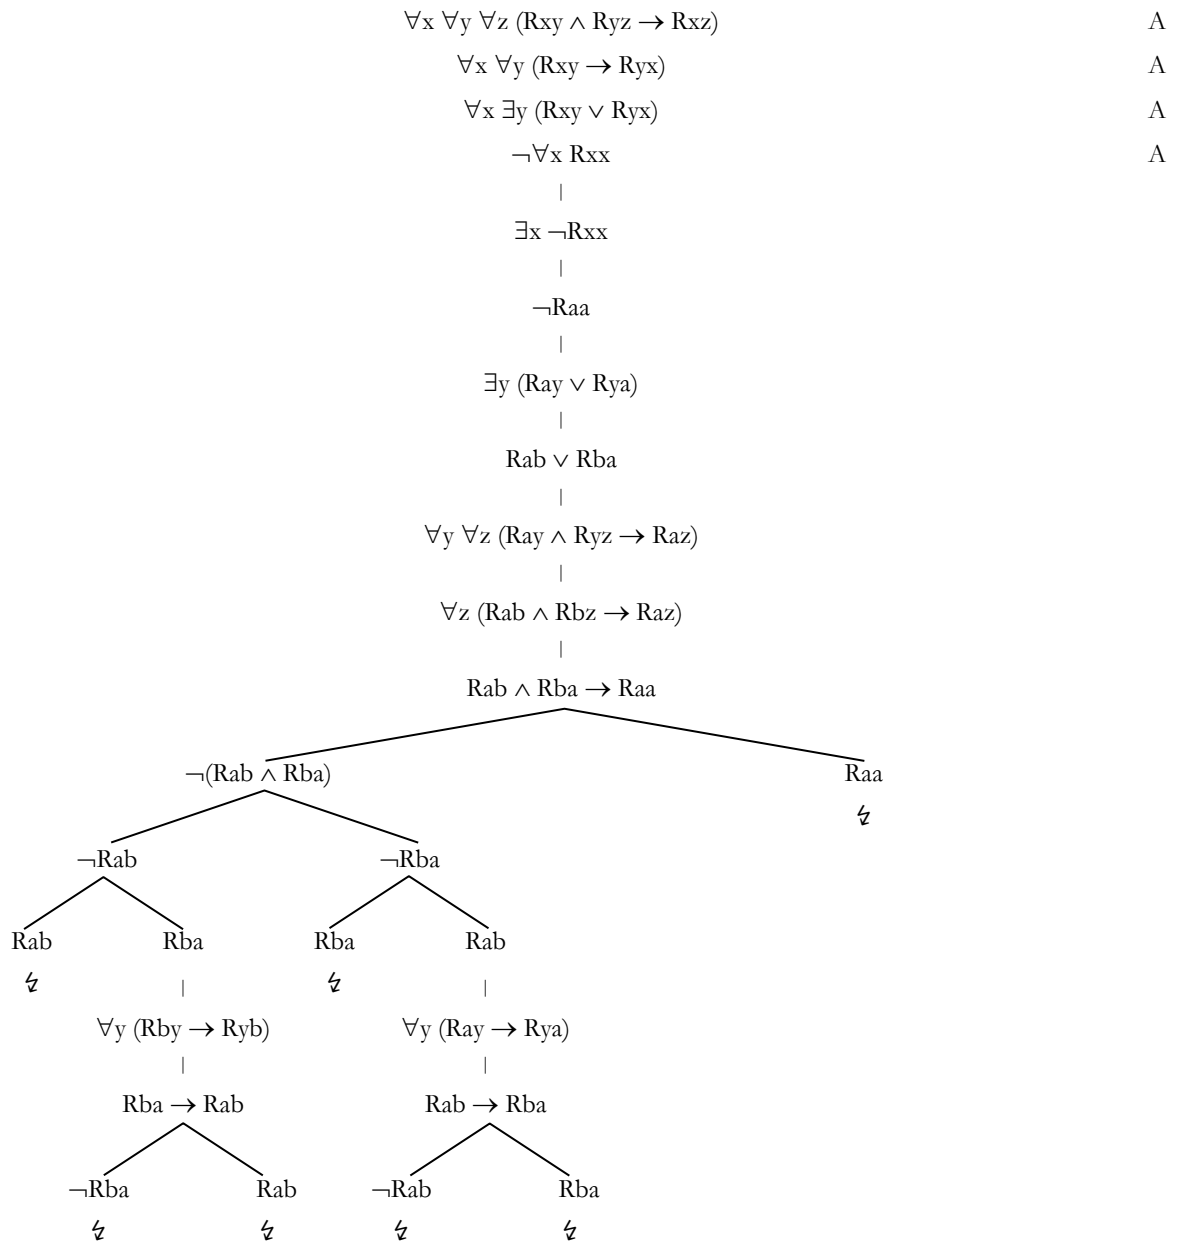 ∀x ∀y ∀z (Rxy ∧ Ryz → Rxz) A
∀x ∀y (Rxy → Ryx) A
∀x ∃y (Rxy ∨ Ryx) A
¬∀x Rxx A
∃x ¬Rxx
¬Raa
∃y (Ray ∨ Rya)
Rab ∨ Rba
∀y ∀z (Ray ∧ Ryz → Raz)
∀z (Rab ∧ Rbz → Raz)
Rab ∧ Rba → Raa
¬(Rab ∧ Rba) Raa
↯
¬Rab ¬Rba
Rab Rba Rba Rab
↯ ↯
∀y (Rby → Ryb) ∀y (Ray → Rya)
Rba → Rab Rab → Rba
¬Rba Rab ¬Rab Rba
↯ ↯ ↯ ↯